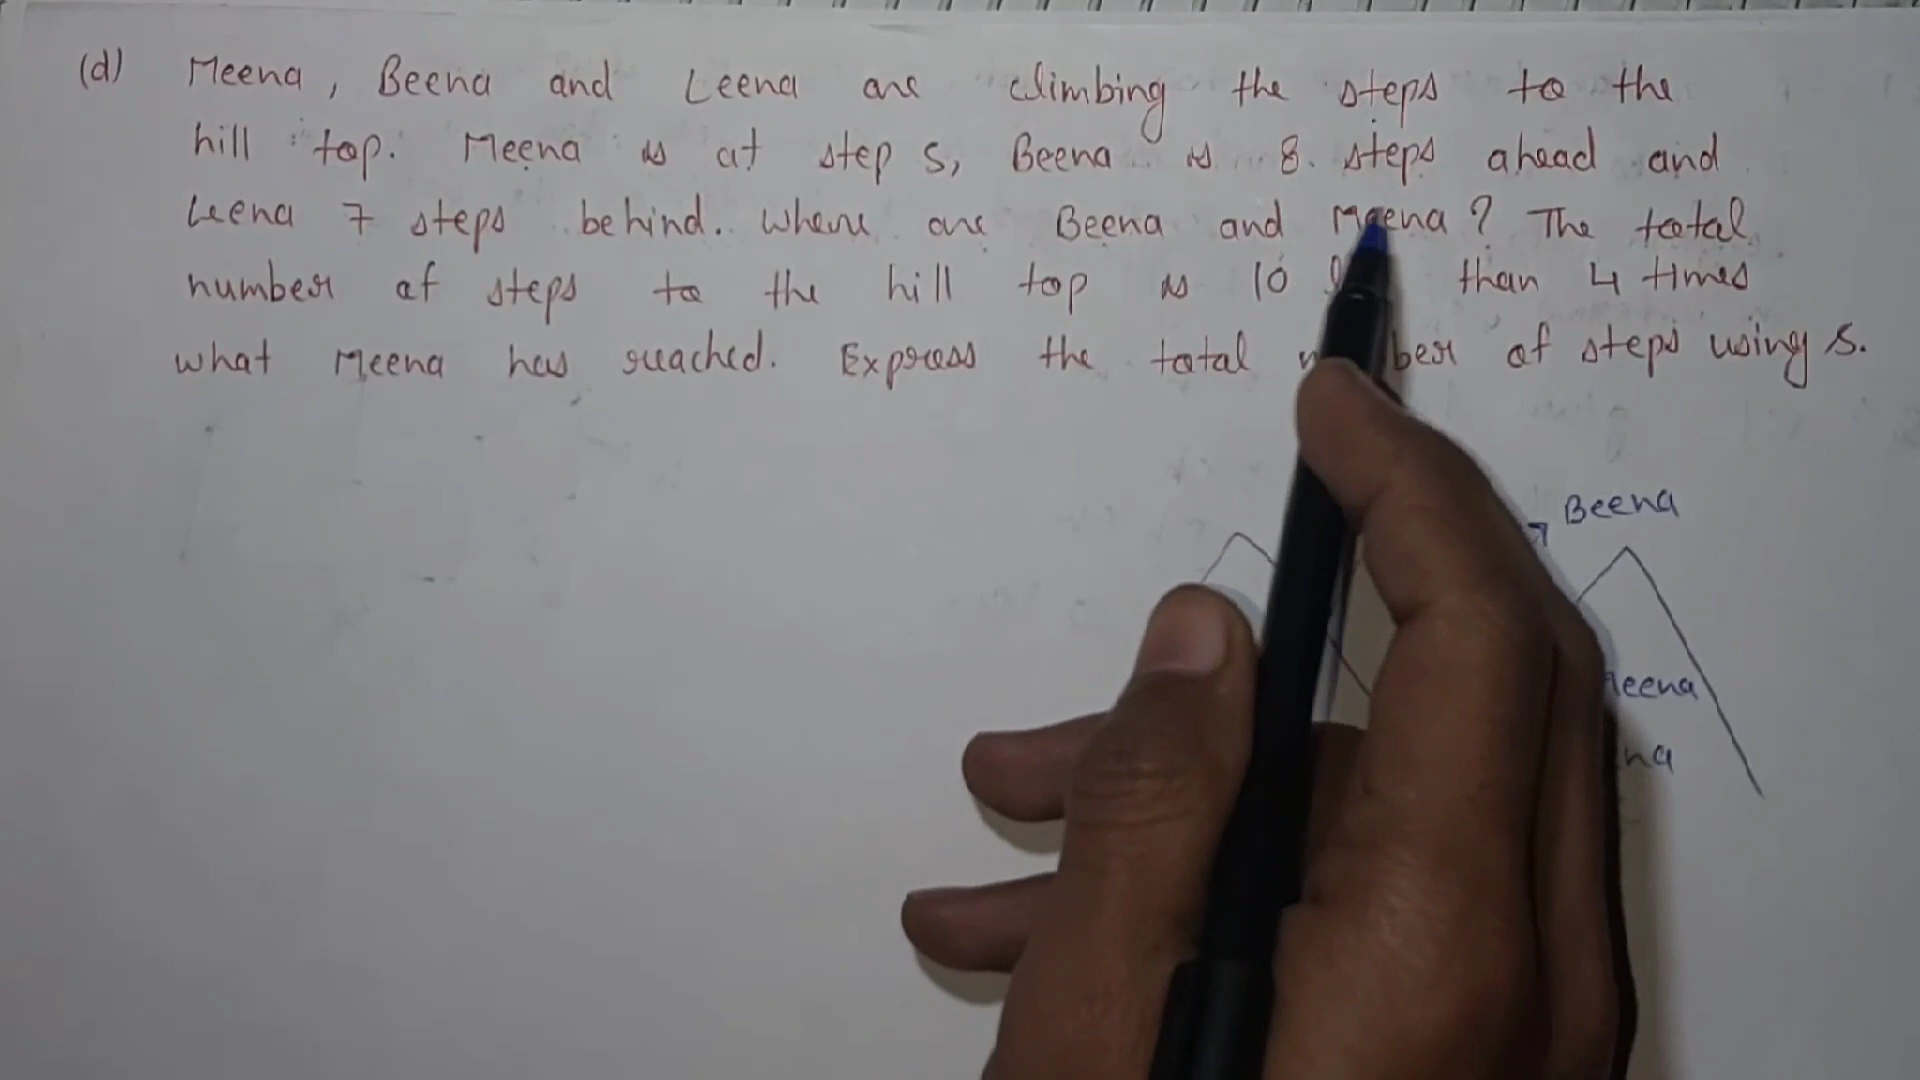 (d) Meena, Beena and Leena are climbing the steps to the
hill top. Meena is at step s, Beena is 8 steps ahead and
Leena 7 steps behind. Where are Beena and Meena? The total
number of steps to the hill top is 10 than 4 times
what Meena has reached. Express the total of steps using s.
Beena